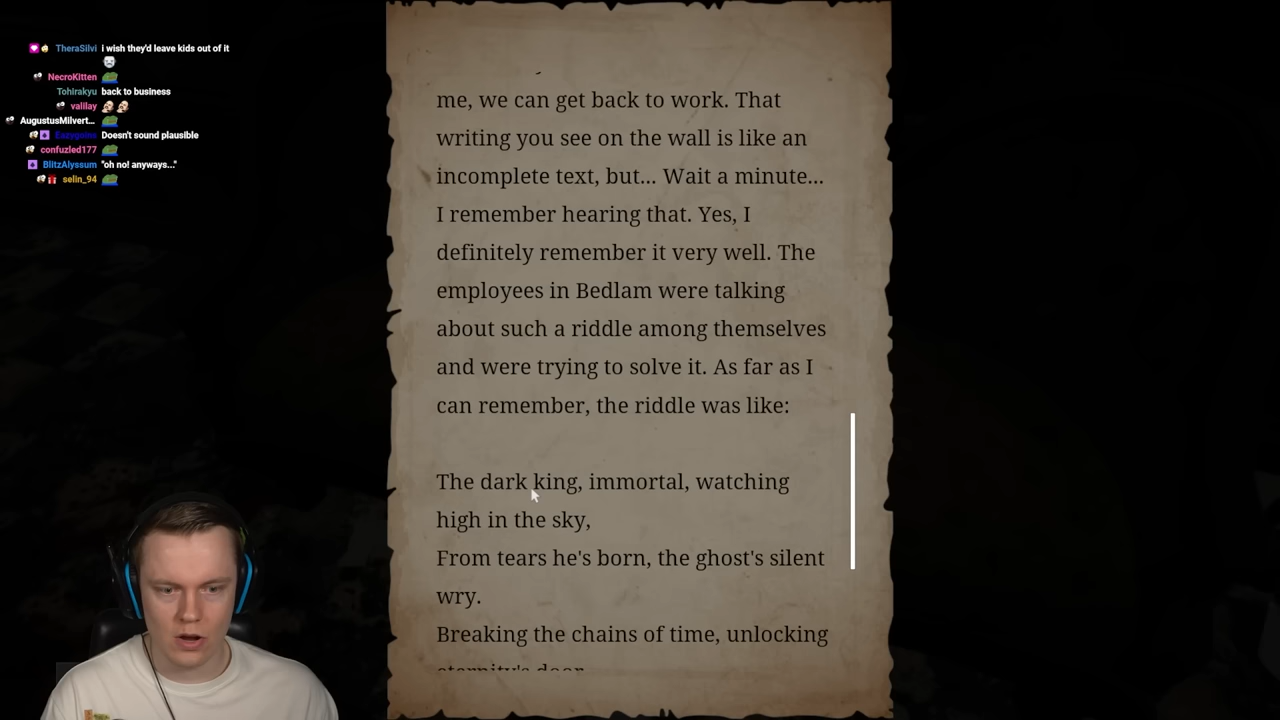 TheraSilvi i wish they'd leave kids out of it
NecroKitten
Tohirakyu back to business
valilay
AugustusMilvert...
Eazygainz Doesn't sound plausible
confuzled177
BlitzAlyssum "oh no! anyways..."
selin_94
me, we can get back to work. That
writing you see on the wall is like an
incomplete text, but... Wait a minute...
I remember hearing that. Yes, I
definitely remember it very well. The
employees in Bedlam were talking
about such a riddle among themselves
and were trying to solve it. As far as I
can remember, the riddle was like:
The dark king, immortal, watching
high in the sky,
From tears he's born, the ghost's silent
wry.
Breaking the chains of time, unlocking
eternity's door